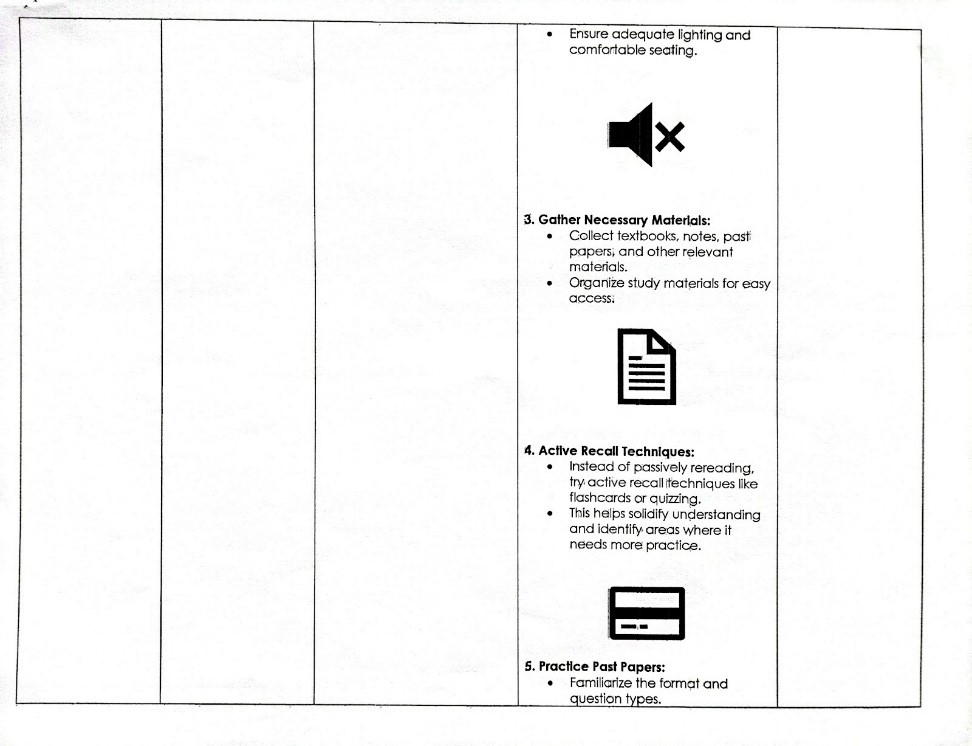 • Ensure adequate lighting and
comfortable seating.
3. Gather Necessary Materials:
• Collect textbooks, notes, past
papers, and other relevant
materials.
• Organize study materials for easy
access.
4. Active Recall Techniques:
• Instead of passively rereading,
try active recall techniques like
flashcards or quizzing.
• This helps solidify understanding
and identify areas where it
needs more practice.
5. Practice Past Papers:
• Familiarize the format and
question types.